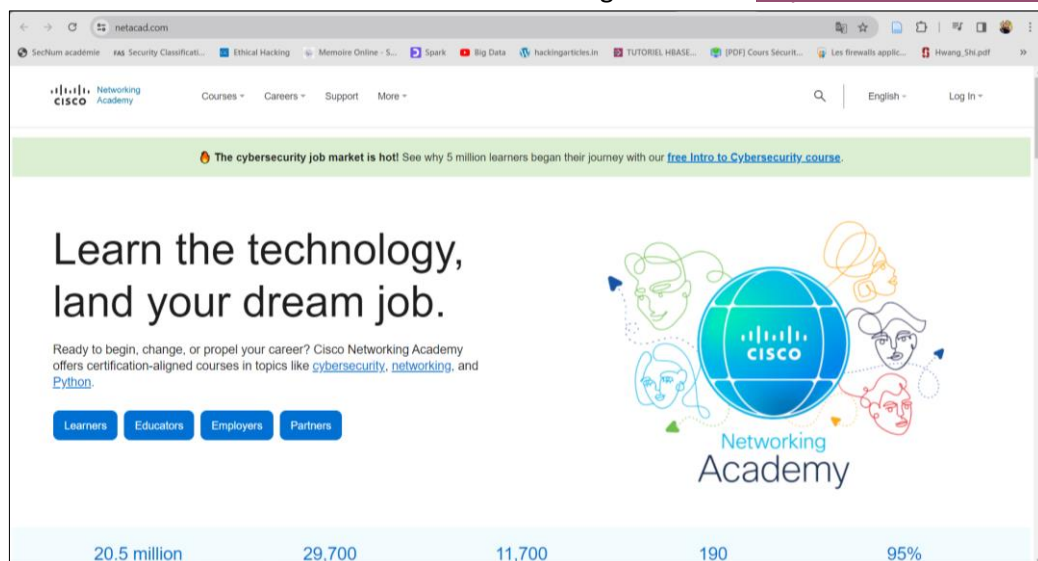 netacad.com
SecNum académie FAS Security Classificati... Ethical Hacking Memoire Online - S... Spark Big Data hackingarticles.in TUTORIEL HBASE... [PDF] Cours Sécurit... Les firewalls applic... Hwang_Shi.pdf »
CISCO Networking Academy Courses Careers Support More English Log In
The cybersecurity job market is hot! See why 5 million learners began their journey with our free Intro to Cybersecurity course.
Learn the technology,
land your dream job.
Ready to begin, change, or propel your career? Cisco Networking Academy
offers certification-aligned courses in topics like cybersecurity, networking, and
Python.
Learners Educators Employers Partners
CISCO
Networking
Academy
20.5 million 29,700 11,700 190 95%